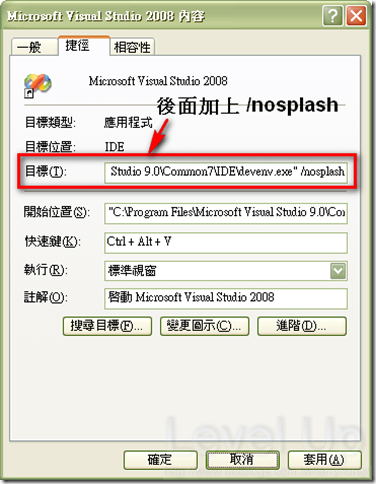 Microsoft Visual Studio 2008 內容
一般 捷徑 相容性
Microsoft Visual Studio 2008
後面加上 /nosplash
目標類型: 應用程式
目標位置: IDE
目標(T): Studio 9.0\Common7\IDE\devenv.exe" /nosplash
開始位置(S): "C:\Program Files\Microsoft Visual Studio 9.0\Co
快速鍵(K): Ctrl + Alt + V
執行(R): 標準視窗
註解(O): 啟動 Microsoft Visual Studio 2008
搜尋目標(F)... 變更圖示(C)... 進階(D)...
Level Up
確定 取消 套用(A)